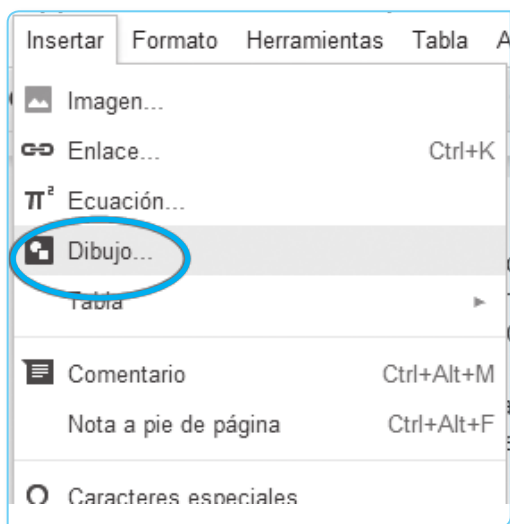 Insertar Formato Herramientas Tabla A
Imagen...
Enlace... Ctrl+K
π² Ecuación...
Dibujo...
Tabla
Comentario Ctrl+Alt+M
Nota a pie de página Ctrl+Alt+F
Caracteres especiales